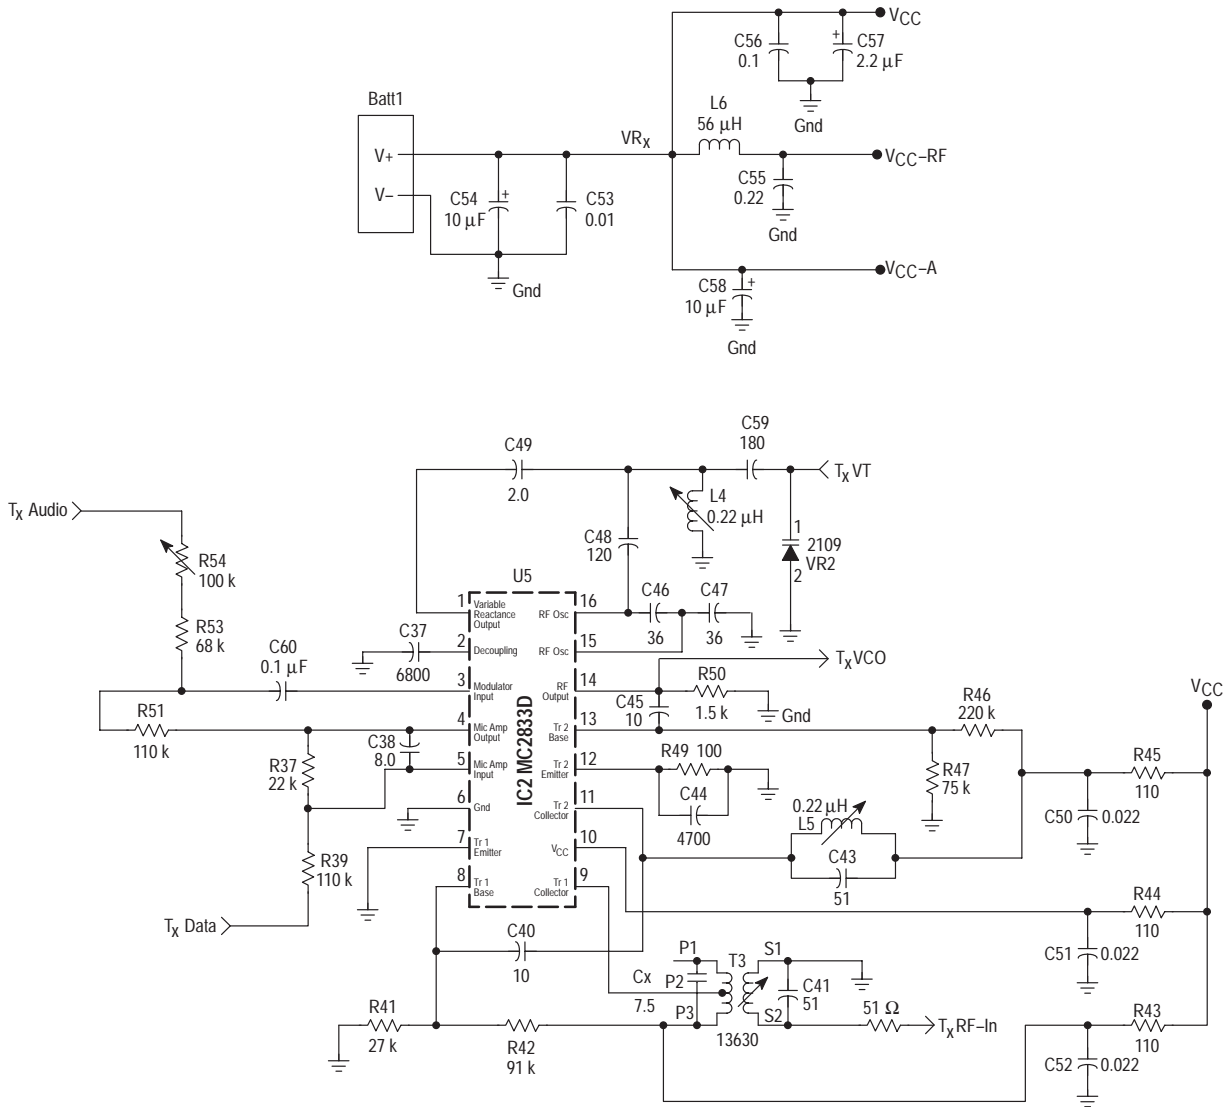 VCC
C56
0.1
+
C57
2.2 µF
Gnd
L6
56 µH
Batt1
VRx
V+
VCC–RF
V–
C54
10 µF
+
C53
0.01
C55
0.22
Gnd
Gnd
VCC–A
C58
10 µF
+
Gnd
C59
180
C49
2.0
Tx VT
L4
0.22 µH
Tx Audio
C48
120
1
2109
VR2
2
R54
100 k
U5
R53
68 k
C60
0.1 µF
C37
6800
IC2 MC2833D
1
Variable
Reactance
Output
2
Decoupling
3
Modulator
Input
4
Mic Amp
Output
5
Mic Amp
Input
6
Gnd
7
Tr 1
Emitter
8
Tr 1
Base
16
RF Osc
15
RF Osc
14
RF
Output
13
Tr 2
Base
12
Tr 2
Emitter
11
Tr 2
Collector
10
VCC
9
Tr 1
Collector
C46
36
C47
36
TxVCO
R50
1.5 k
Gnd
C45
10
R46
220 k
VCC
R51
110 k
C38
8.0
R37
22 k
R49 100
C44
4700
R47
75 k
R45
110
C50
0.022
0.22 µH
L5
C43
51
R39
110 k
Tx Data
R44
110
C51
0.022
C40
10
P1
T3
S1
Cx
P2
7.5
C41
51
P3
S2
51 Ω
TxRF–In
13630
R41
27 k
R42
91 k
R43
110
C52
0.022